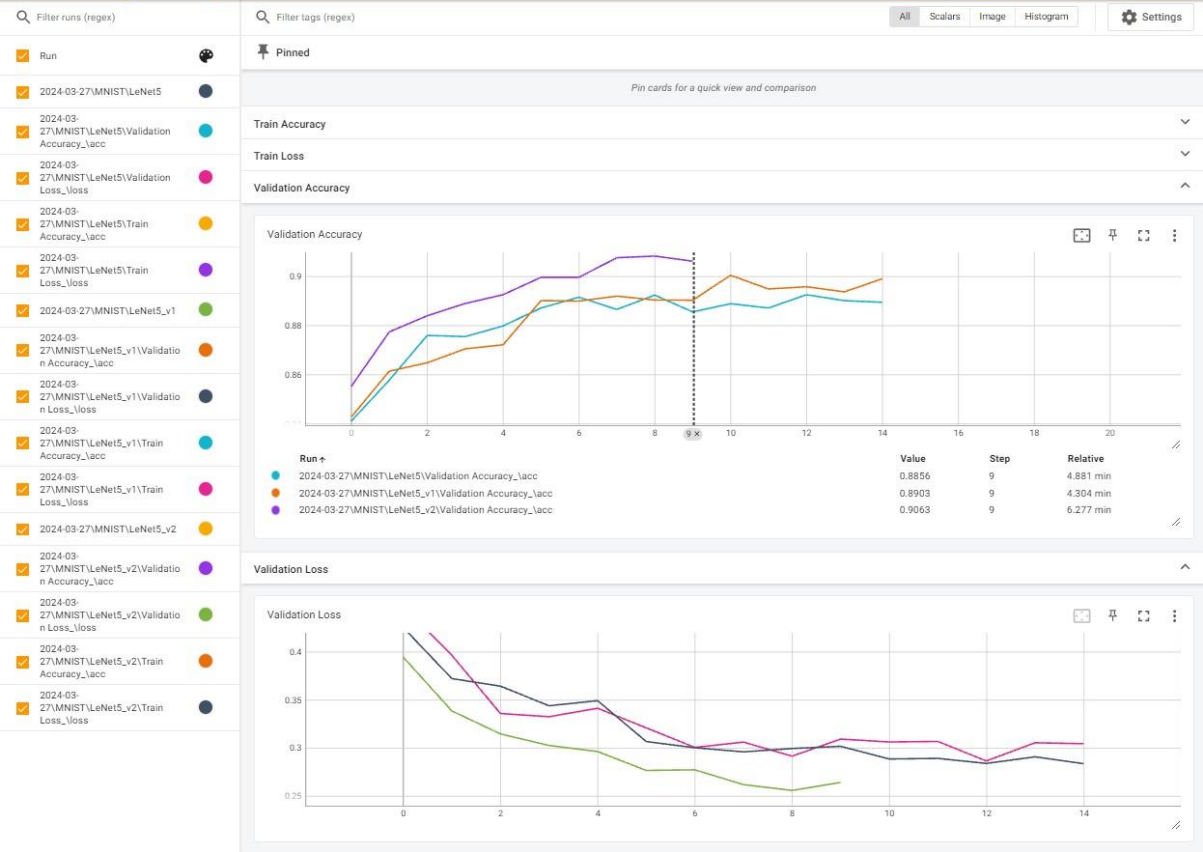 Filter runs (regex)
Filter tags (regex)
All Scalars Image Histogram
Settings
Run
Pinned
2024-03-27\MNIST\LeNet5
2024-03-
27\MNIST\LeNet5\Validation
Accuracy_\acc
2024-03-
27\MNIST\LeNet5\Validation
Loss_\loss
2024-03-
27\MNIST\LeNet5\Train
Accuracy_\acc
2024-03-
27\MNIST\LeNet5\Train
Loss_\loss
2024-03-27\MNIST\LeNet5_v1
2024-03-
27\MNIST\LeNet5_v1\Validatio
n Accuracy_\acc
2024-03-
27\MNIST\LeNet5_v1\Validatio
n Loss_\loss
2024-03-
27\MNIST\LeNet5_v1\Train
Accuracy_\acc
2024-03-
27\MNIST\LeNet5_v1\Train
Loss_\loss
2024-03-27\MNIST\LeNet5_v2
2024-03-
27\MNIST\LeNet5_v2\Validatio
n Accuracy_\acc
2024-03-
27\MNIST\LeNet5_v2\Validatio
n Loss_\loss
2024-03-
27\MNIST\LeNet5_v2\Train
Accuracy_\acc
2024-03-
27\MNIST\LeNet5_v2\Train
Loss_\loss
Pin cards for a quick view and comparison
Train Accuracy
Train Loss
Validation Accuracy
Validation Accuracy
0.9
0.88
0.86
0 2 4 6 8 9 × 10 12 14 16 18 20
Run↑ Value Step Relative
2024-03-27\MNIST\LeNet5\Validation Accuracy_\acc 0.8856 9 4.881 min
2024-03-27\MNIST\LeNet5_v1\Validation Accuracy_\acc 0.8903 9 4.304 min
2024-03-27\MNIST\LeNet5_v2\Validation Accuracy_\acc 0.9063 9 6.277 min
Validation Loss
Validation Loss
0.4
0.35
0.3
0.25
0 2 4 6 8 10 12 14